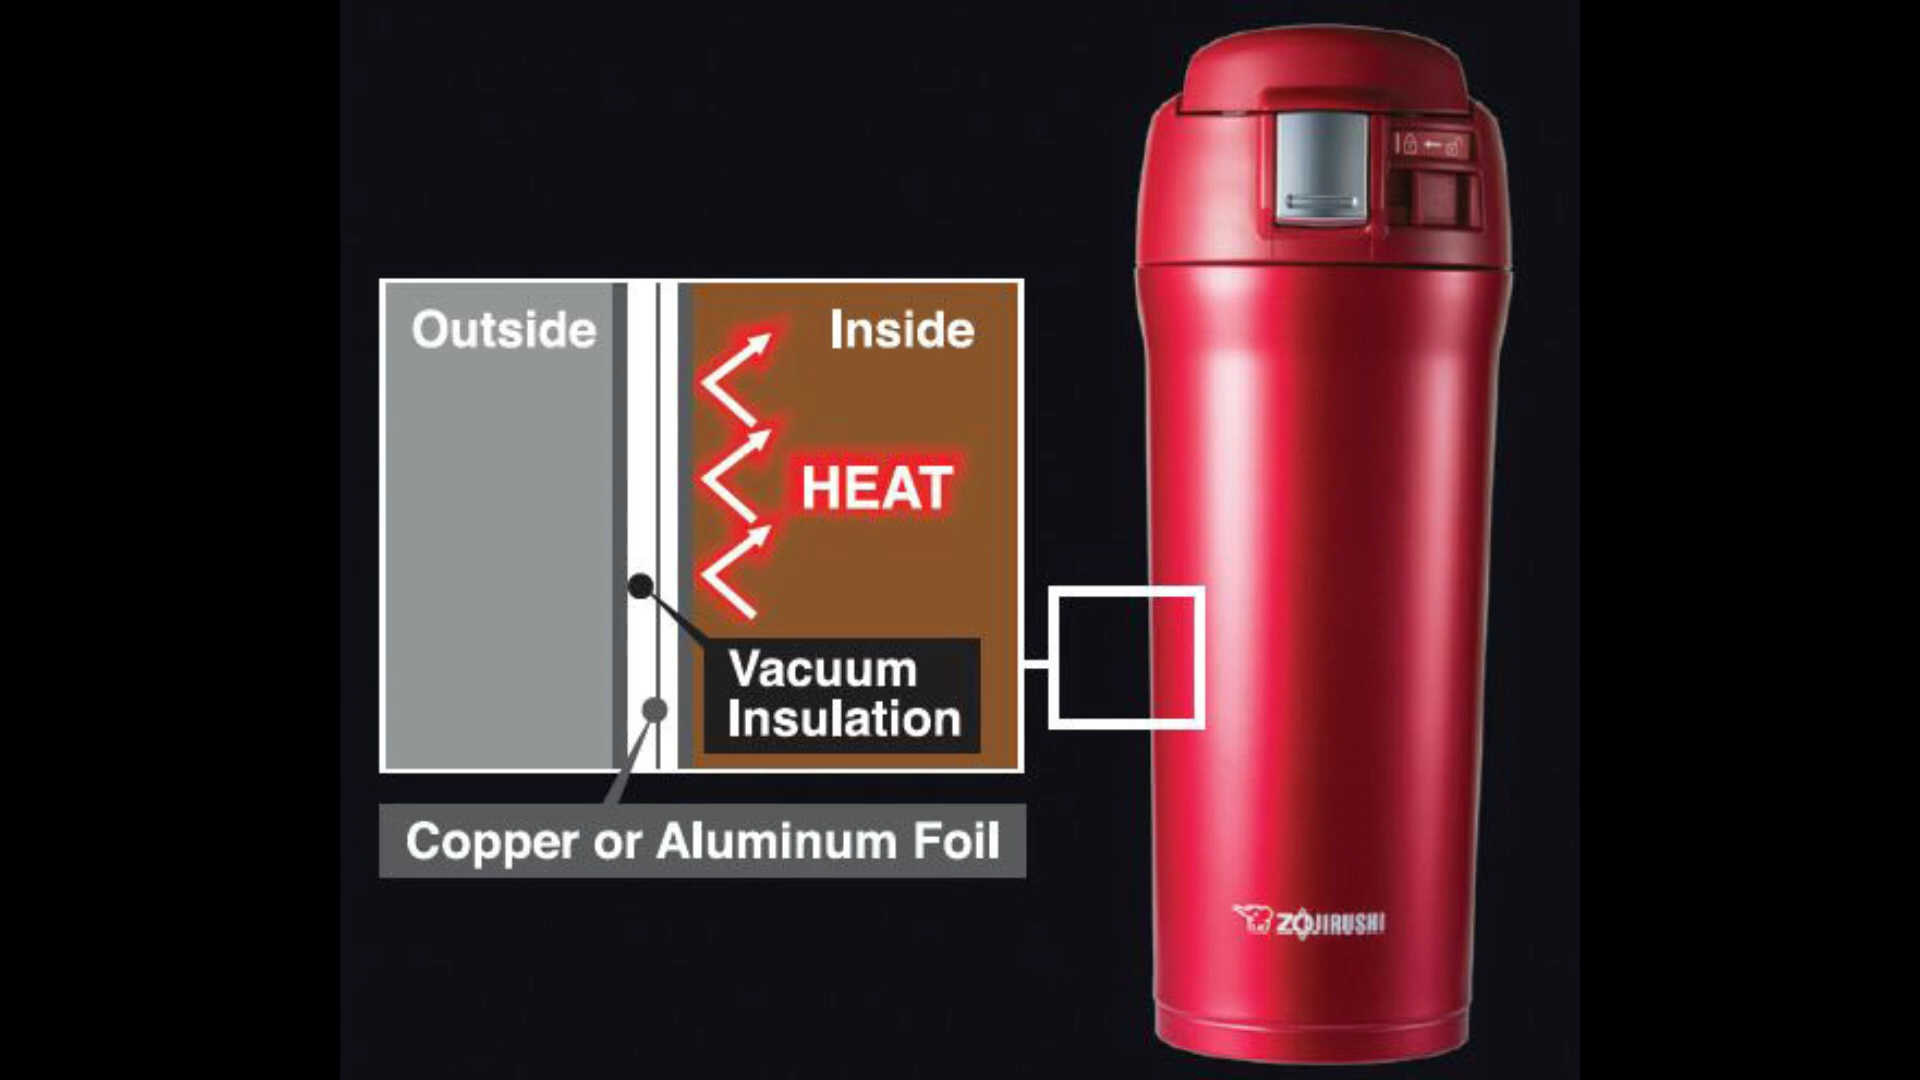 Outside
Inside
HEAT
Vacuum
Insulation
Copper or Aluminum Foil
ZOJIRUSHI